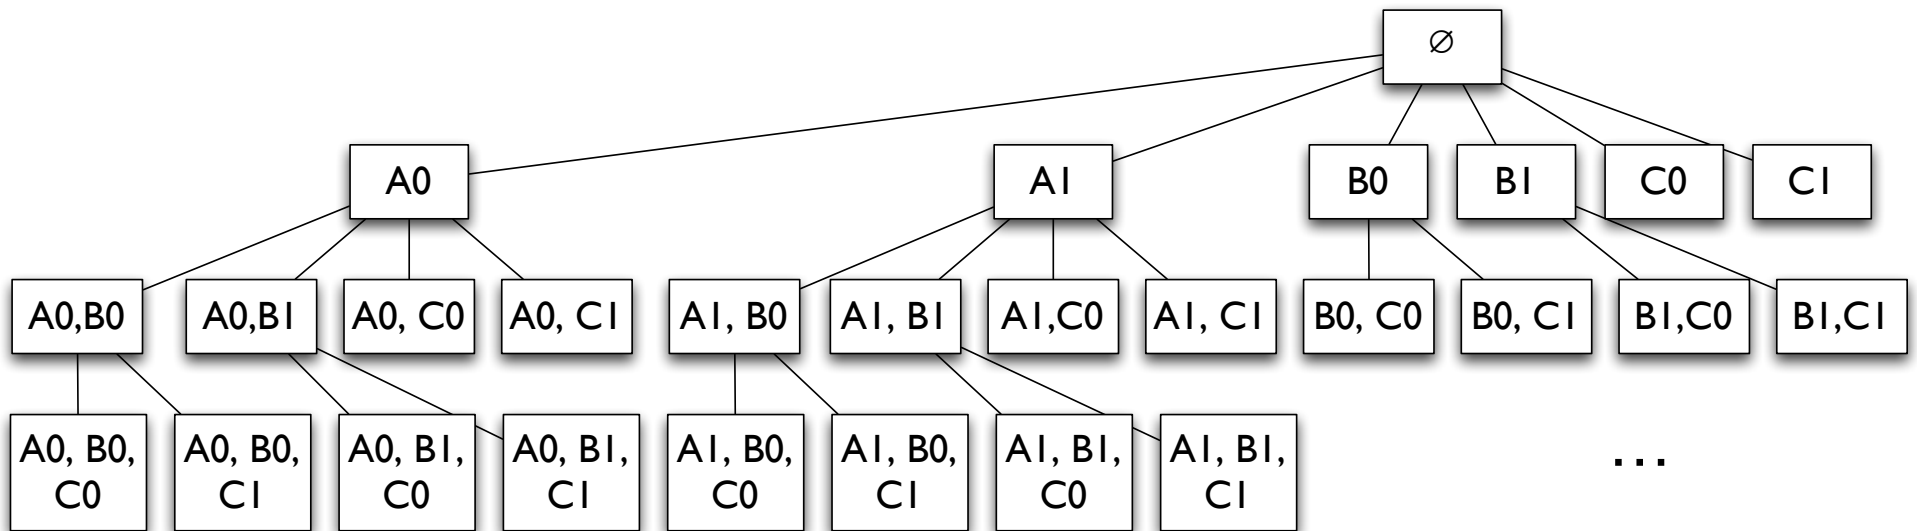 ∅
A0
A1
B0
B1
C0
C1
A0,B0
A0,B1
A0, C0
A0, C1
A1, B0
A1, B1
A1,C0
A1, C1
B0, C0
B0, C1
B1,C0
B1,C1
A0, B0,
C0
A0, B0,
C1
A0, B1,
C0
A0, B1,
C1
A1, B0,
C0
A1, B0,
C1
A1, B1,
C0
A1, B1,
C1
...